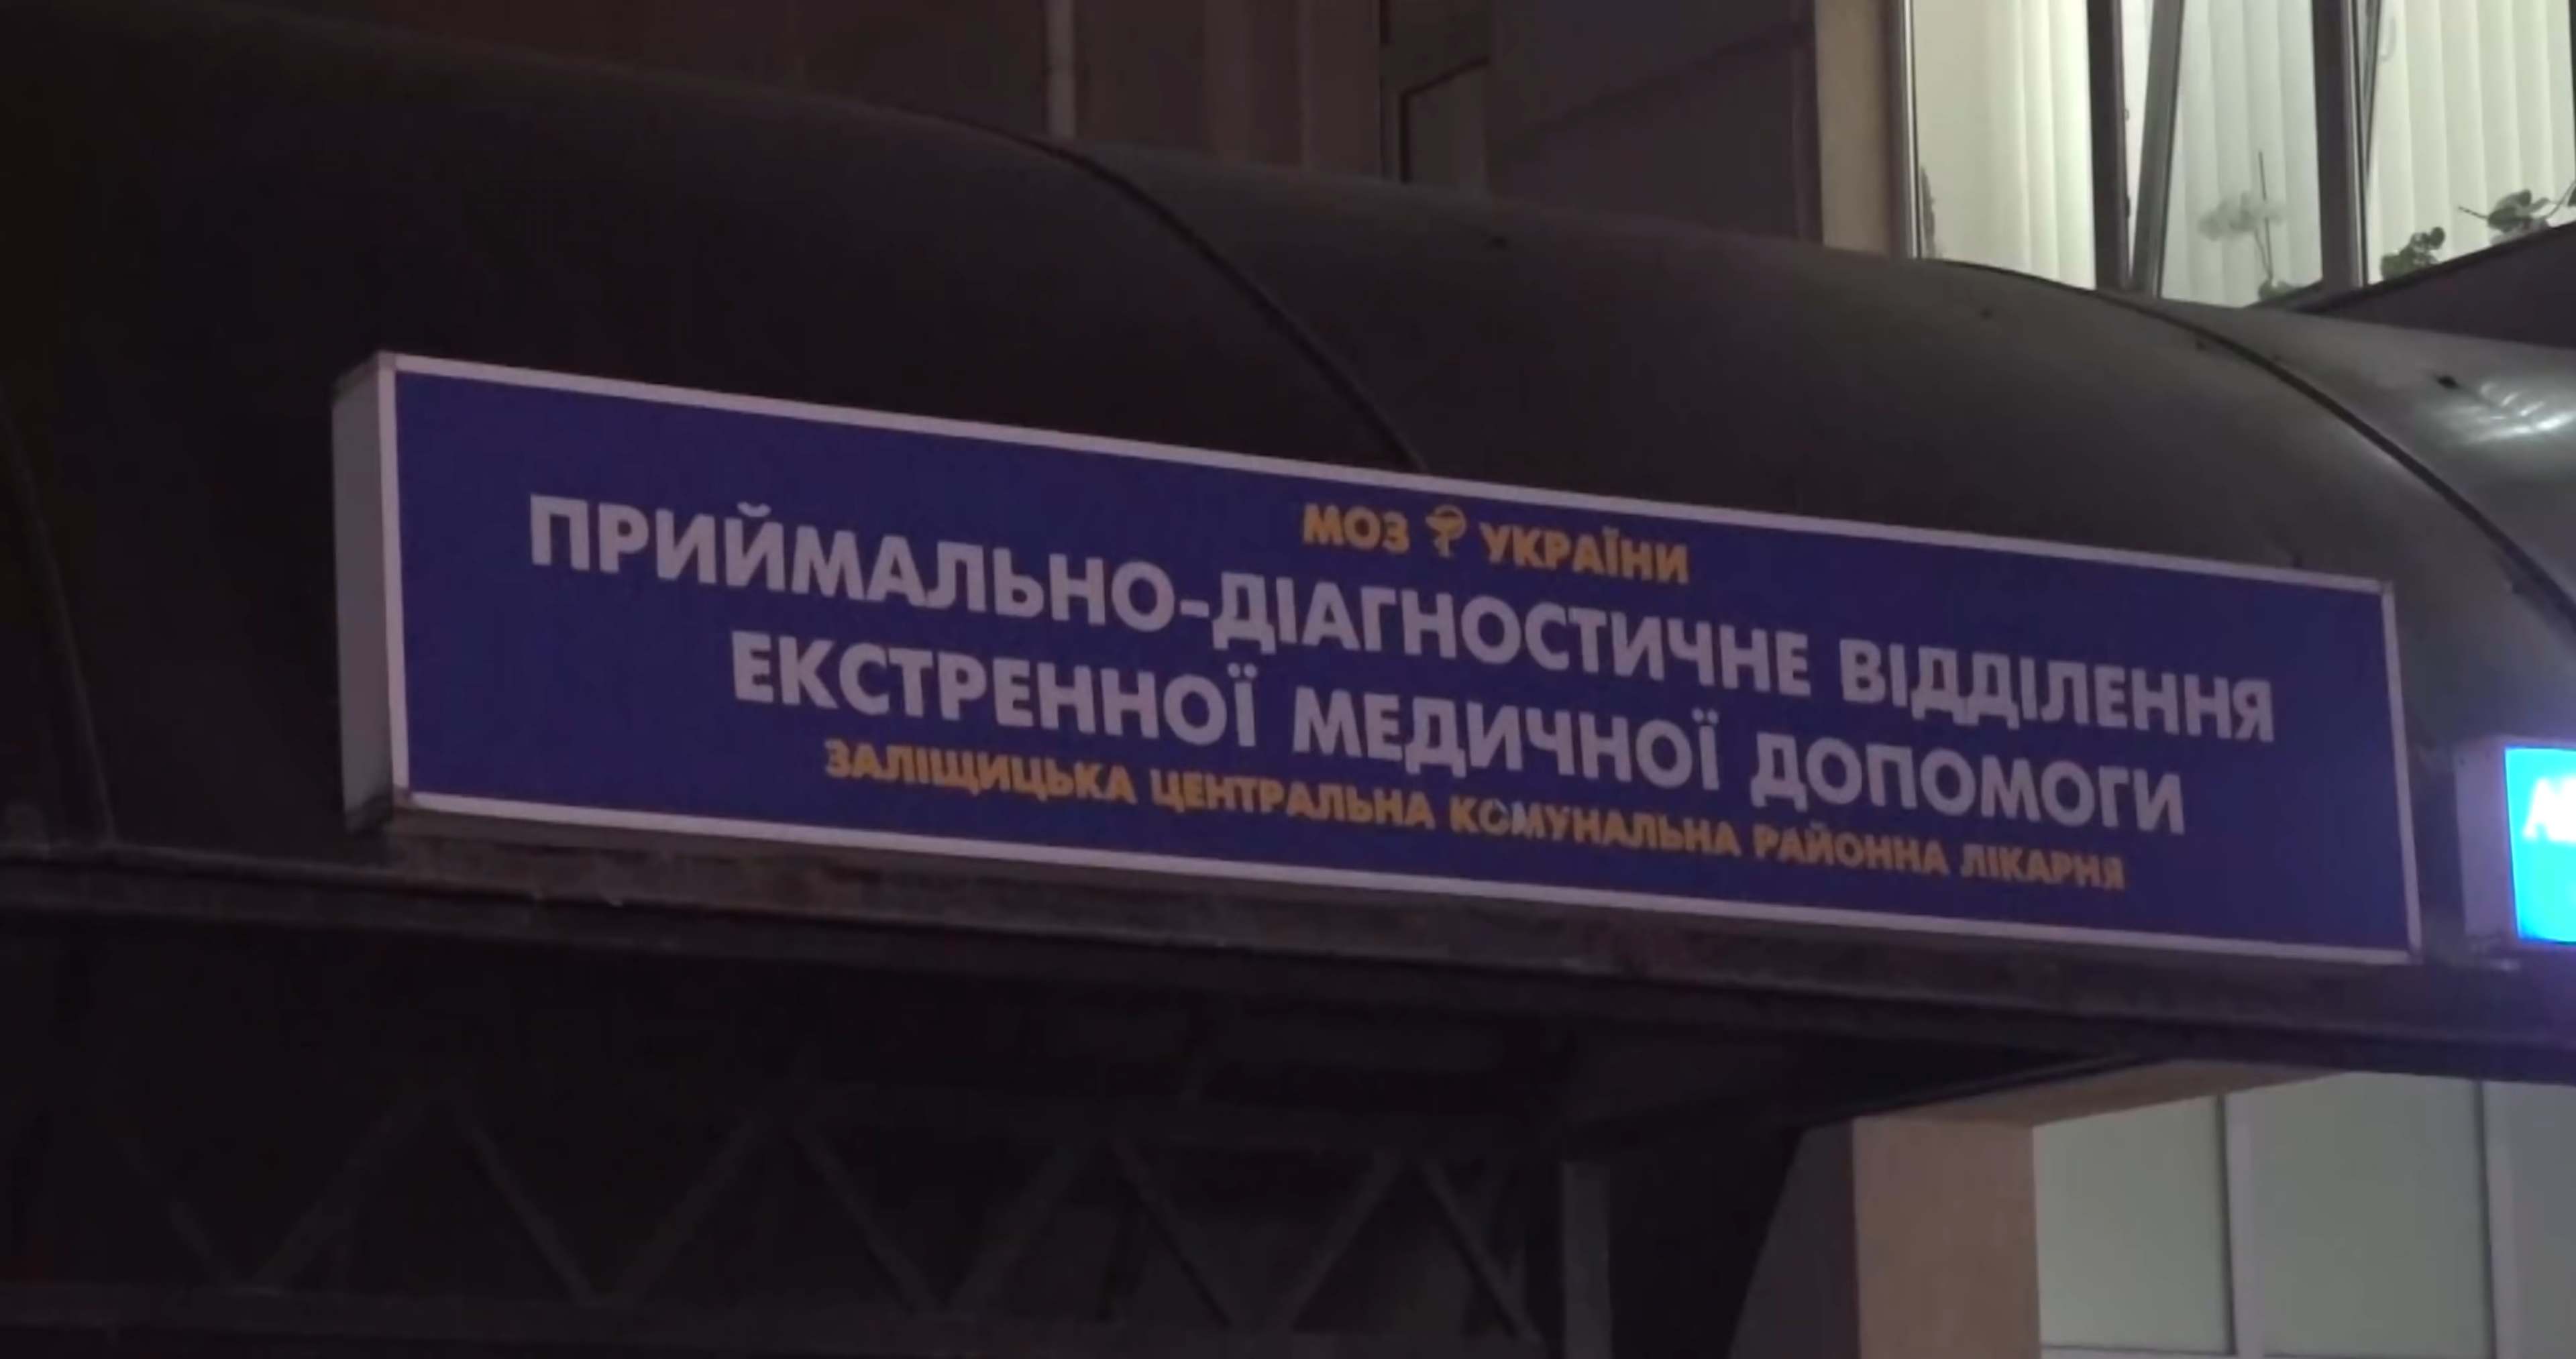 МОЗ УКРАЇНИ
ПРИЙМАЛЬНО-ДІАГНОСТИЧНЕ ВІДДІЛЕННЯ
ЕКСТРЕННОЇ МЕДИЧНОЇ ДОПОМОГИ
ЗАЛІЩИЦЬКА ЦЕНТРАЛЬНА КОМУНАЛЬНА РАЙОННА ЛІКАРНЯ